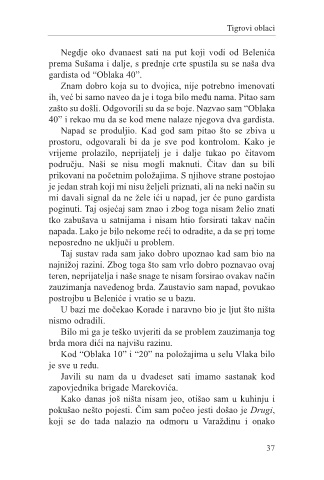 Tigrovi oblaci
Negdje oko dvanaest sati na put koji vodi od Belenića
prema Sušama i dalje, s prednje crte spustila su se naša dva
gardista od “Oblaka 40”.
Znam dobro koja su to dvojica, nije potrebno imenovati
ih, već bi samo naveo da je i toga bilo među nama. Pitao sam
zašto su došli. Odgovorili su da se boje. Nazvao sam “Oblaka
40” i rekao mu da se kod mene nalaze njegova dva gardista.
Napad se produljio. Kad god sam pitao što se zbiva u
prostoru, odgovarali bi da je sve pod kontrolom. Kako je
vrijeme prolazilo, neprijatelj je i dalje tukao po čitavom
području. Naši se nisu mogli maknuti. Čitav dan su bili
prikovani na početnim položajima. S njihove strane postojao
je jedan strah koji mi nisu željeli priznati, ali na neki način su
mi davali signal da ne žele ići u napad, jer će puno gardista
poginuti. Taj osjećaj sam znao i zbog toga nisam želio znati
tko zabušava u satnijama i nisam htio forsirati takav način
napada. Lako je bilo nekome reći to odradite, a da se pri tome
neposredno ne uključi u problem.
Taj sustav rada sam jako dobro upoznao kad sam bio na
najnižoj razini. Zbog toga što sam vrlo dobro poznavao ovaj
teren, neprijatelja i naše snage te nisam forsirao ovakav način
zauzimanja navedenog brda. Zaustavio sam napad, povukao
postrojbu u Beleniće i vratio se u bazu.
U bazi me dočekao Korade i naravno bio je ljut što ništa
nismo odradili.
Bilo mi ga je teško uvjeriti da se problem zauzimanja tog
brda mora dići na najvišu razinu.
Kod “Oblaka 10” i “20” na položajima u selu Vlaka bilo
je sve u redu.
Javili su nam da u dvadeset sati imamo sastanak kod
zapovjednika brigade Marekovića.
Kako danas još ništa nisam jeo, otišao sam u kuhinju i
pokušao nešto pojesti. Čim sam počeo jesti došao je Drugi,
koji se do tada nalazio na odmoru u Varaždinu i onako
37